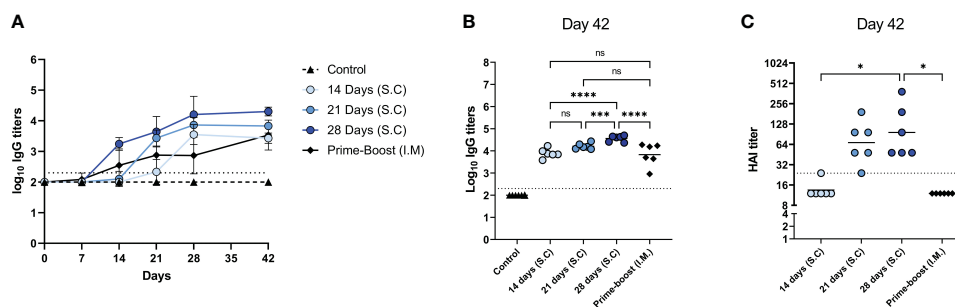 A
log10 IgG titers
6
5
4
3
2
1
0
7
14
21
28
35
42
Days
Control
14 Days (S.C)
21 Days (S.C)
28 Days (S.C)
Prime-Boost (I.M)
B
Day 42
Log10 IgG titers
8
7
6
5
4
3
2
1
0
ns
ns
****
ns
***
****
Control
14 days (S.C)
21 days (S.C)
28 days (S.C)
Prime-boost (I.M.)
C
Day 42
HAI titer
1024
512
256
128
64
32
16
8
4
2
1
*
*
14 days (S.C)
21 days (S.C)
28 days (S.C)
Prime-boost (I.M.)